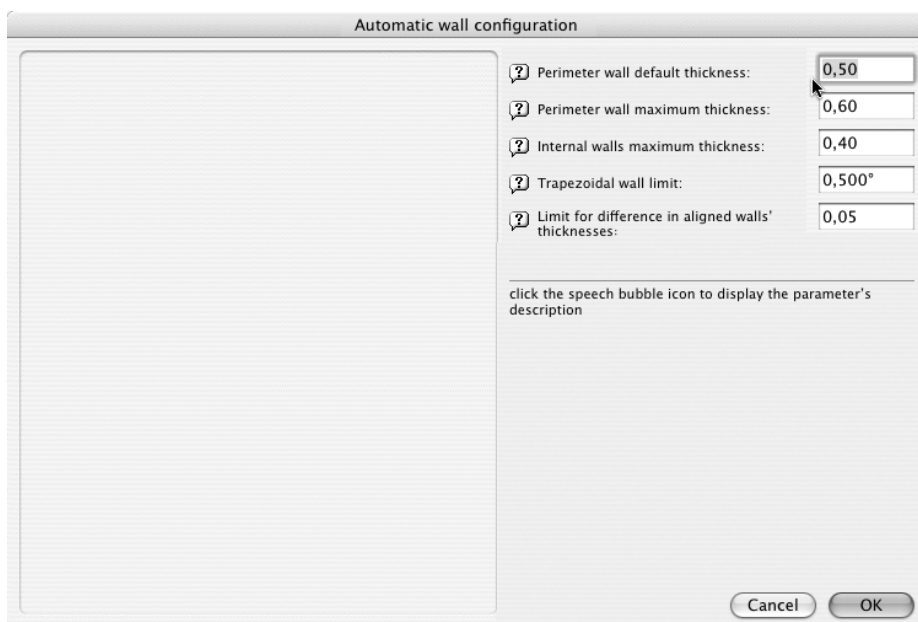 Automatic wall configuration
Perimeter wall default thickness:
0,50
Perimeter wall maximum thickness:
0,60
Internal walls maximum thickness:
0,40
Trapezoidal wall limit:
0,500°
Limit for difference in aligned walls'
thicknesses:
0,05
click the speech bubble icon to display the parameter's
description
Cancel
OK